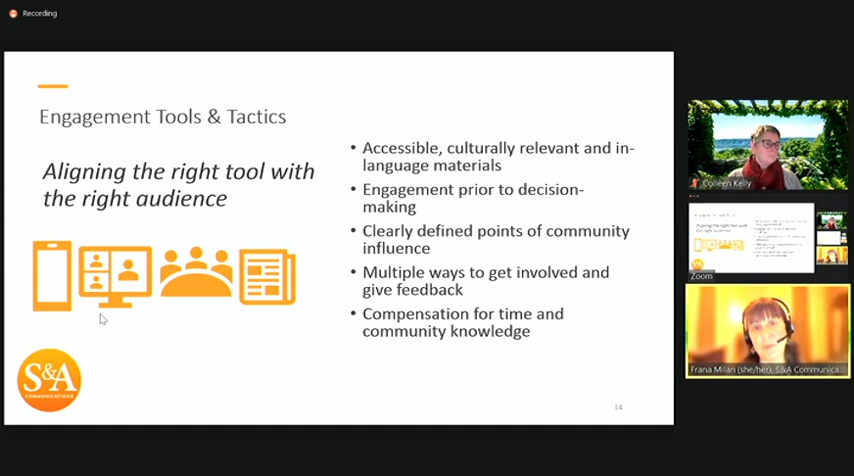 Recording
Engagement Tools & Tactics
Aligning the right tool with
the right audience
• Accessible, culturally relevant and in-
language materials
• Engagement prior to decision-
making
• Clearly defined points of community
influence
• Multiple ways to get involved and
give feedback
• Compensation for time and
community knowledge
S&A
COMMUNICATIONS
14
Colleen Kelly
Zoom
Frana Milan (she/her), S&A Communica...